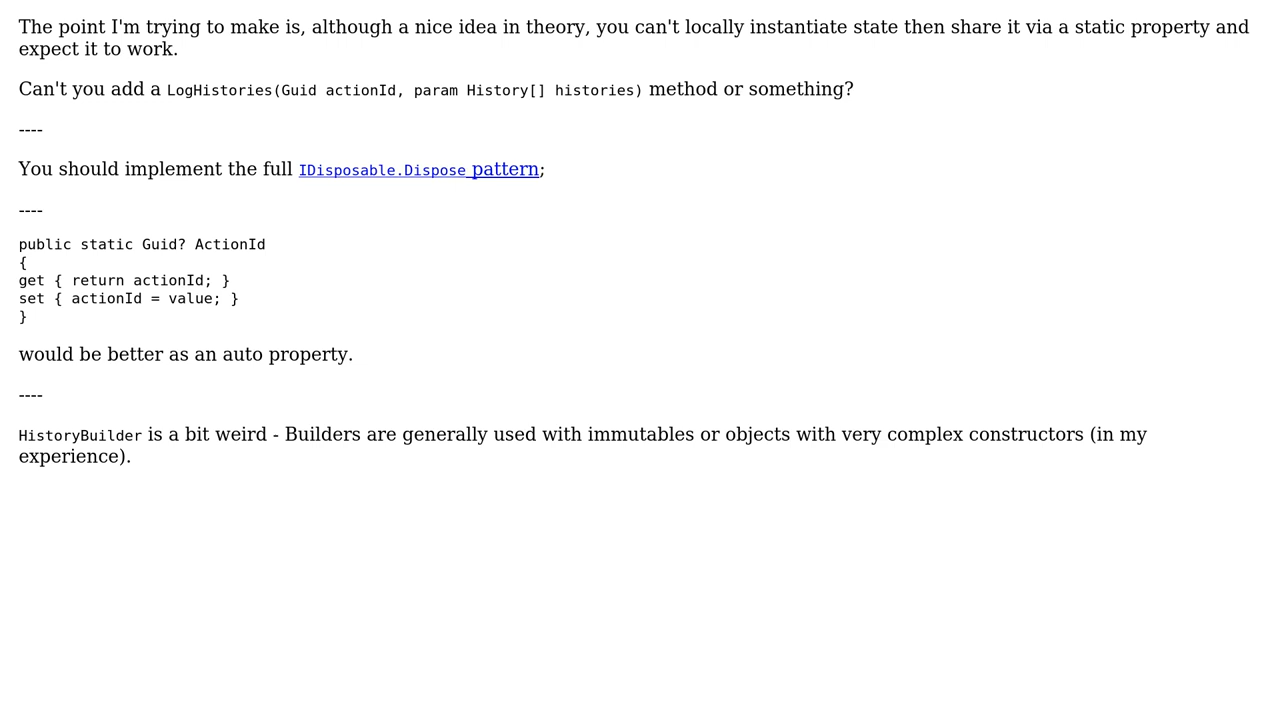 The point I'm trying to make is, although a nice idea in theory, you can't locally instantiate state then share it via a static property and
expect it to work.
Can't you add a LogHistories(Guid actionId, param History[] histories) method or something?
----
You should implement the full IDisposable.Dispose pattern;
----
public static Guid? ActionId
{
get { return actionId; }
set { actionId = value; }
}
would be better as an auto property.
----
HistoryBuilder is a bit weird - Builders are generally used with immutables or objects with very complex constructors (in my
experience).